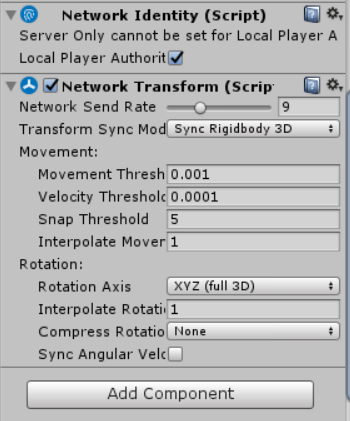 Network Identity (Script)
Server Only cannot be set for Local Player A
Local Player Authorit
Network Transform (Scrip
Network Send Rate 9
Transform Sync Mod Sync Rigidbody 3D
Movement:
Movement Thresh 0.001
Velocity Threshold 0.0001
Snap Threshold 5
Interpolate Mover 1
Rotation:
Rotation Axis XYZ (full 3D)
Interpolate Rotati 1
Compress Rotatio None
Sync Angular Velc
Add Component